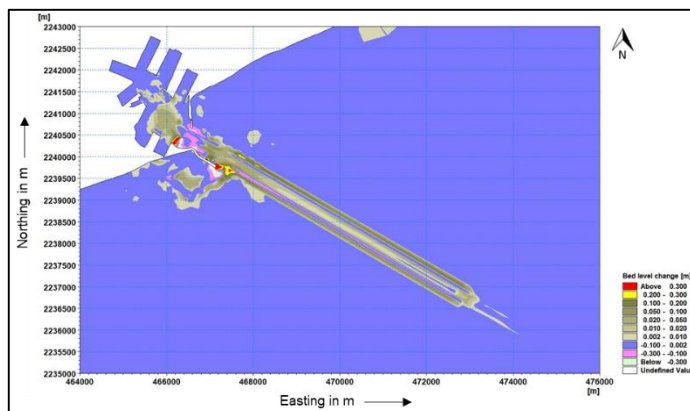 [m]
2243000
2242500
2242000
2241500
2241000
2240500
2240000
2239500
2239000
2238500
2238000
2237500
2237000
2236500
2236000
2235500
2235000
Northing in m
N
464000 466000 468000 470000 472000 474000 476000
[m]
Easting in m
Bed level change [m]
Above 0.300
0.200 - 0.300
0.100 - 0.200
0.050 - 0.100
0.020 - 0.050
0.010 - 0.020
0.002 - 0.010
-0.100 - 0.002
-0.300 - -0.100
Below -0.300
Undefined Valu